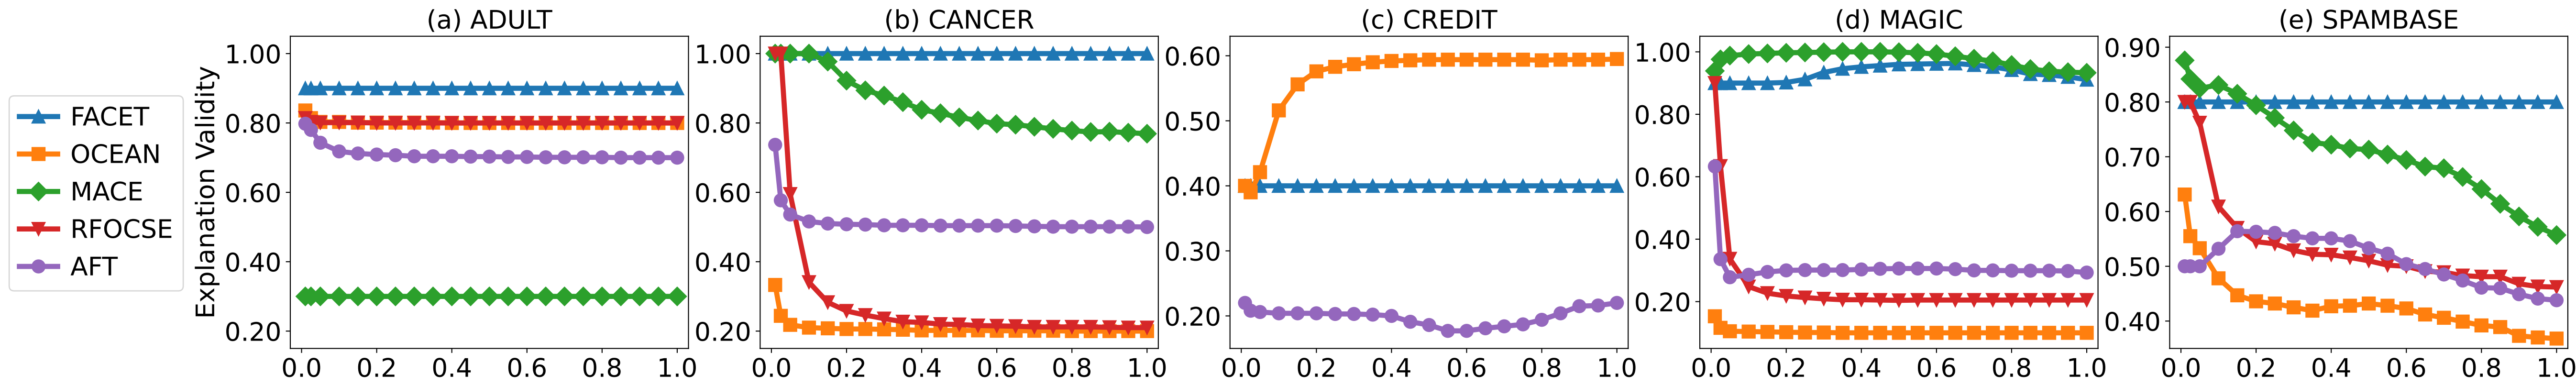 FACET
OCEAN
MACE
RFOCSE
AFT
Explanation Validity
(a) ADULT
1.00
0.80
0.60
0.40
0.20
0.0 0.2 0.4 0.6 0.8 1.0
(b) CANCER
1.00
0.80
0.60
0.40
0.20
0.0 0.2 0.4 0.6 0.8 1.0
(c) CREDIT
0.60
0.50
0.40
0.30
0.20
0.0 0.2 0.4 0.6 0.8 1.0
(d) MAGIC
1.00
0.80
0.60
0.40
0.20
0.0 0.2 0.4 0.6 0.8 1.0
(e) SPAMBASE
0.90
0.80
0.70
0.60
0.50
0.40
0.0 0.2 0.4 0.6 0.8 1.0